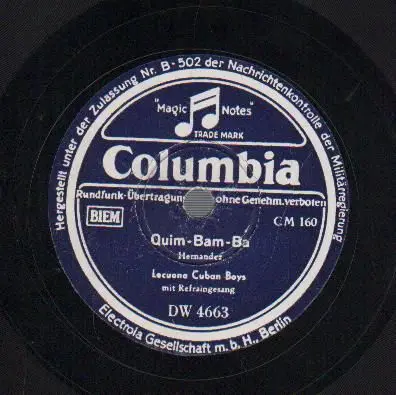 Hergestellt unter der Zulassung Nr. B-502 der Nachrichtenkontrolle der Militärregierung
"Magic Notes"
TRADE MARK
Columbia
Rundfunk-Übertragung ohne Genehm. verboten
BIEM
CM 160
Quim-Bam-Ba
Hernandez
Lecuona Cuban Boys
mit Refraingesang
DW 4663
Electrola Gesellschaft m. b. H., Berlin